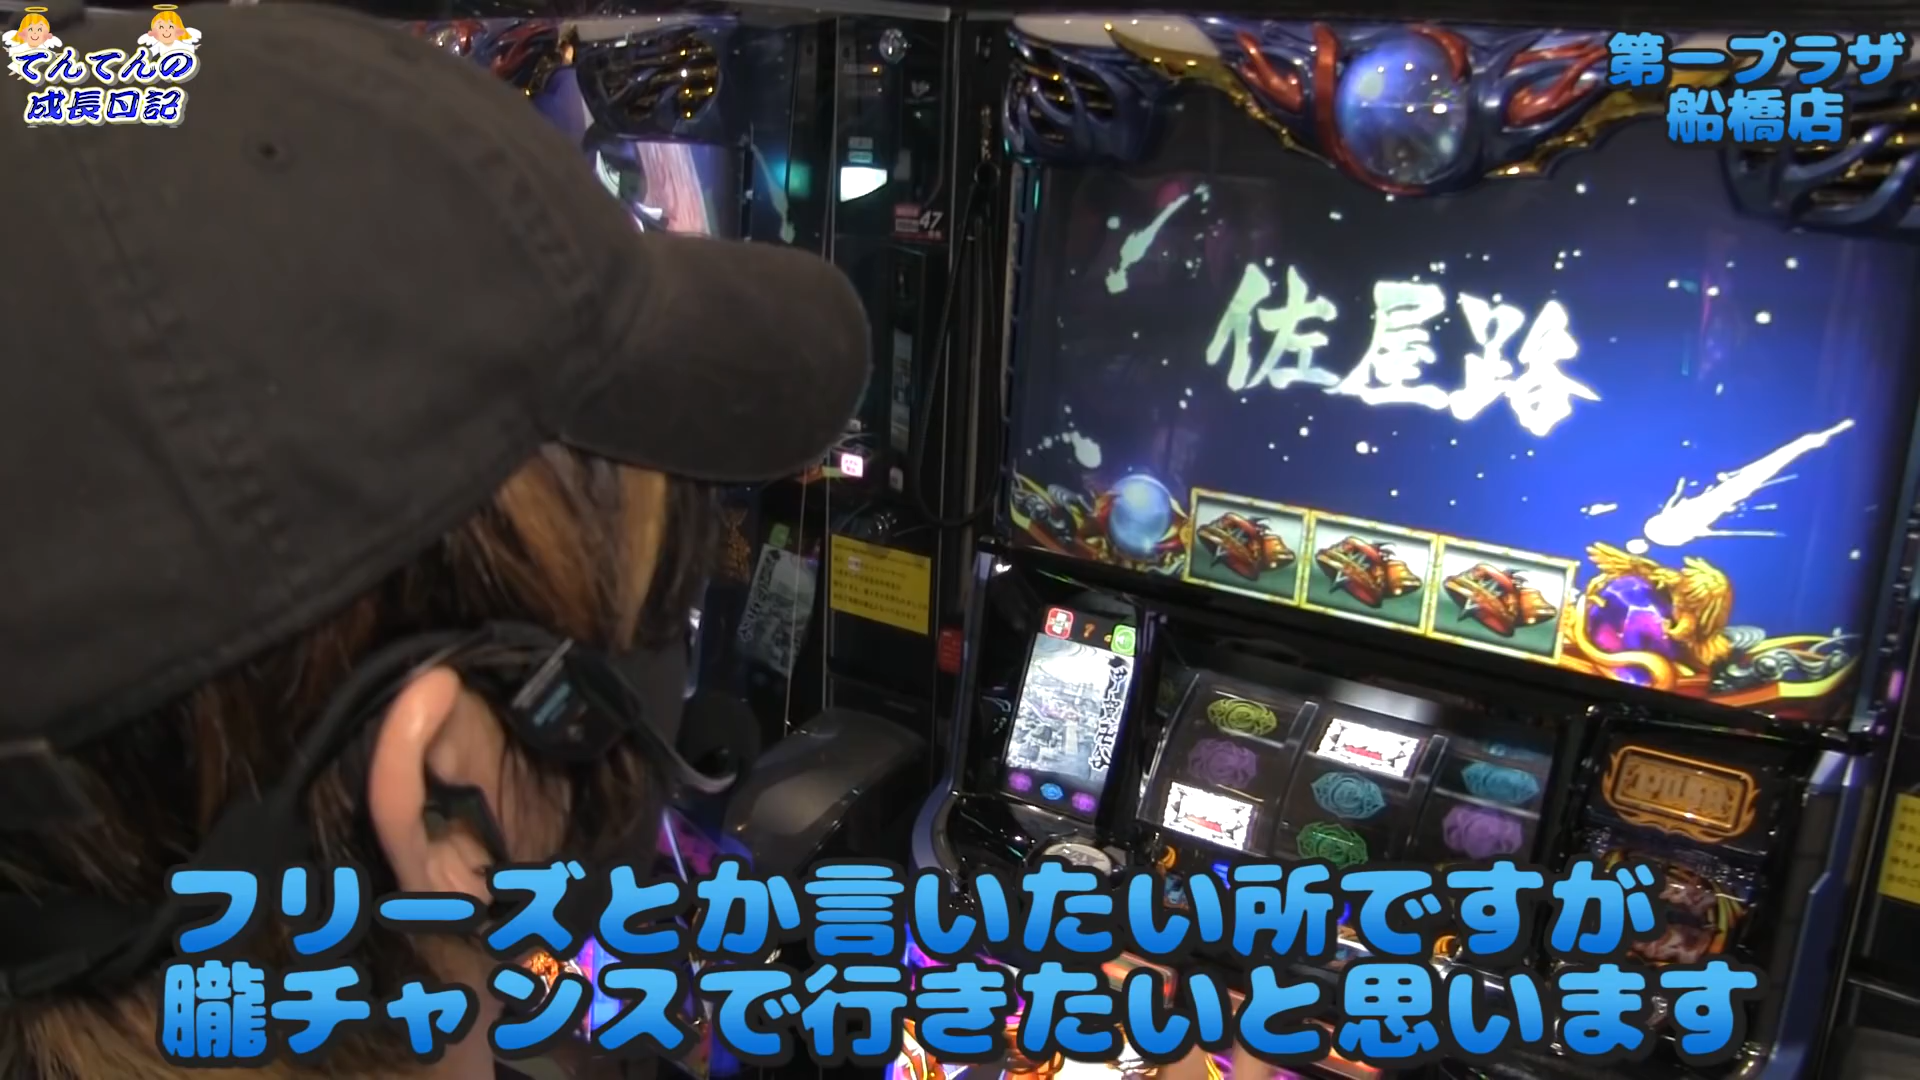 てんてんの
成長日記
第一プラザ
船橋店
47
佐屋路
フリーズとか言いたい所ですが
朧チャンスで行きたいと思います